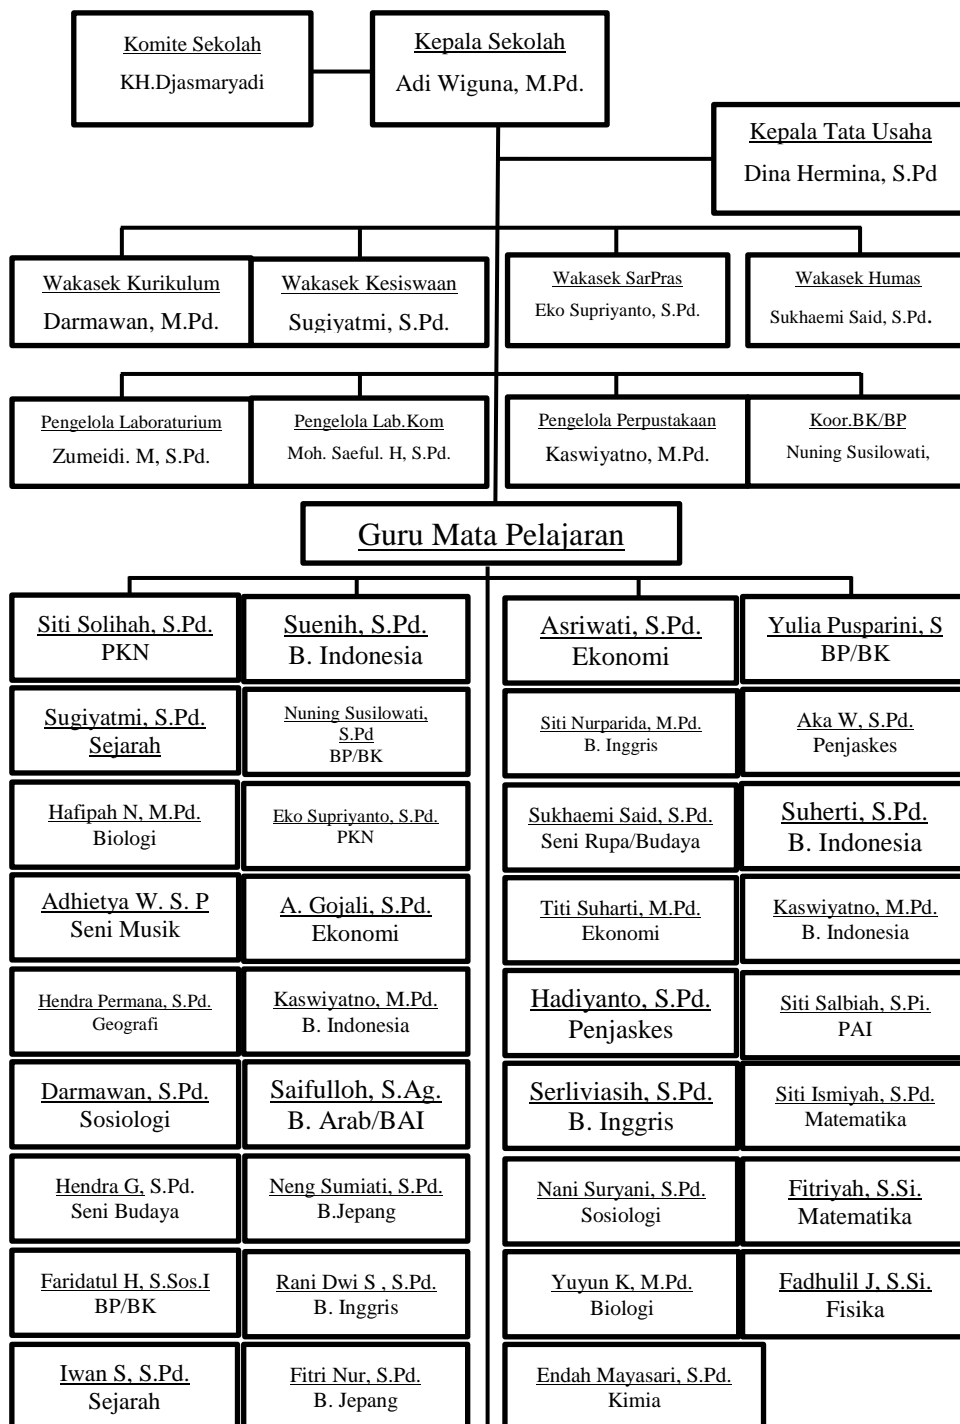 Komite Sekolah
KH.Djasmaryadi
Kepala Sekolah
Adi Wiguna, M.Pd.
Kepala Tata Usaha
Dina Hermina, S.Pd
Wakasek Kurikulum
Darmawan, M.Pd.
Wakasek Kesiswaan
Sugiyatmi, S.Pd.
Wakasek SarPras
Eko Supriyanto, S.Pd.
Wakasek Humas
Sukhaemi Said, S.Pd.
Pengelola Laboraturium
Zumeidi. M, S.Pd.
Pengelola Lab.Kom
Moh. Saeful. H, S.Pd.
Pengelola Perpustakaan
Kaswiyatno, M.Pd.
Koor.BK/BP
Nuning Susilowati,
Guru Mata Pelajaran
Siti Solihah, S.Pd.
PKN
Suenih, S.Pd.
B. Indonesia
Asriwati, S.Pd.
Ekonomi
Yulia Pusparini, S
BP/BK
Sugiyatmi, S.Pd.
Sejarah
Nuning Susilowati,
S.Pd
BP/BK
Siti Nurparida, M.Pd.
B. Inggris
Aka W, S.Pd.
Penjaskes
Hafipah N, M.Pd.
Biologi
Eko Supriyanto, S.Pd.
PKN
Sukhaemi Said, S.Pd.
Seni Rupa/Budaya
Suherti, S.Pd.
B. Indonesia
Adhietya W. S. P
Seni Musik
A. Gojali, S.Pd.
Ekonomi
Titi Suharti, M.Pd.
Ekonomi
Kaswiyatno, M.Pd.
B. Indonesia
Hendra Permana, S.Pd.
Geografi
Kaswiyatno, M.Pd.
B. Indonesia
Hadiyanto, S.Pd.
Penjaskes
Siti Salbiah, S.Pi.
PAI
Darmawan, S.Pd.
Sosiologi
Saifulloh, S.Ag.
B. Arab/BAI
Serliviasih, S.Pd.
B. Inggris
Siti Ismiyah, S.Pd.
Matematika
Hendra G, S.Pd.
Seni Budaya
Neng Sumiati, S.Pd.
B.Jepang
Nani Suryani, S.Pd.
Sosiologi
Fitriyah, S.Si.
Matematika
Faridatul H, S.Sos.I
BP/BK
Rani Dwi S , S.Pd.
B. Inggris
Yuyun K, M.Pd.
Biologi
Fadhulil J, S.Si.
Fisika
Iwan S, S.Pd.
Sejarah
Fitri Nur, S.Pd.
B. Jepang
Endah Mayasari, S.Pd.
Kimia